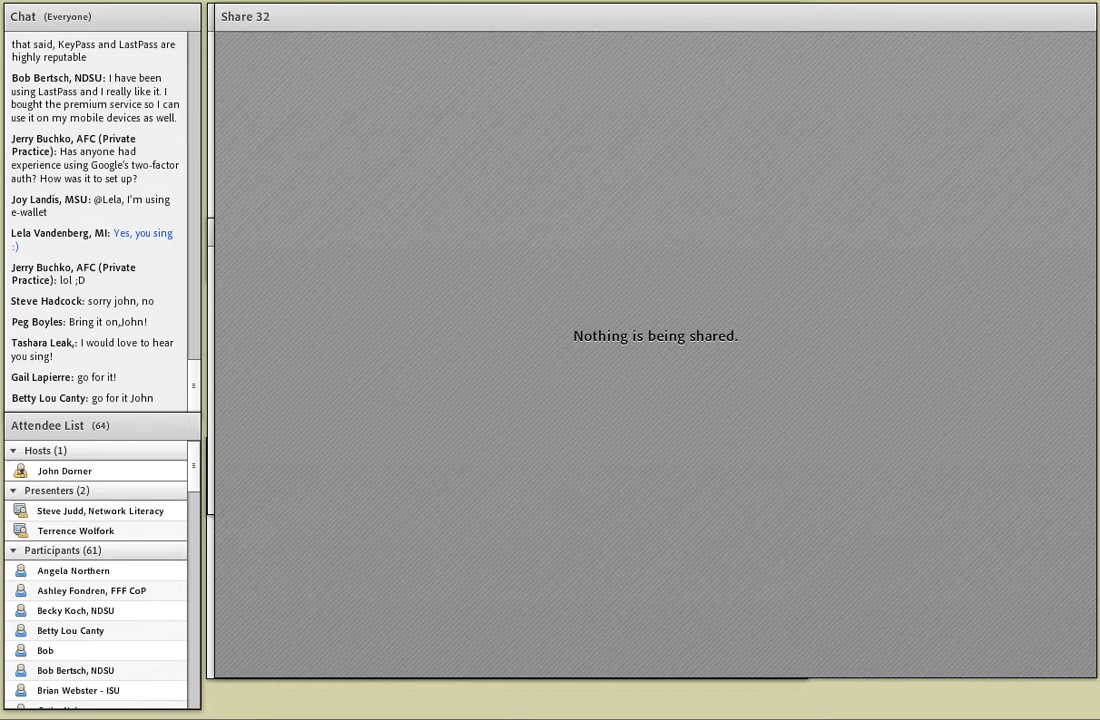 Chat (Everyone)
that said, KeyPass and LastPass are
highly reputable
Bob Bertsch, NDSU: I have been
using LastPass and I really like it. I
bought the premium service so I can
use it on my mobile devices as well.
Jerry Buchko, AFC (Private
Practice): Has anyone had
experience using Google's two-factor
auth? How was it to set up?
Joy Landis, MSU: @Lela, I'm using
e-wallet
Lela Vandenberg, MI: Yes, you sing
:)
Jerry Buchko, AFC (Private
Practice): lol ;D
Steve Hadcock: sorry john, no
Peg Boyles: Bring it on,John!
Tashara Leak,: I would love to hear
you sing!
Gail Lapierre: go for it!
Betty Lou Canty: go for it John
Attendee List (64)
Hosts (1)
John Dorner
Presenters (2)
Steve Judd, Network Literacy
Terrence Wolfork
Participants (61)
Angela Northern
Ashley Fondren, FFF CoP
Becky Koch, NDSU
Betty Lou Canty
Bob
Bob Bertsch, NDSU
Brian Webster - ISU
Share 32
Nothing is being shared.